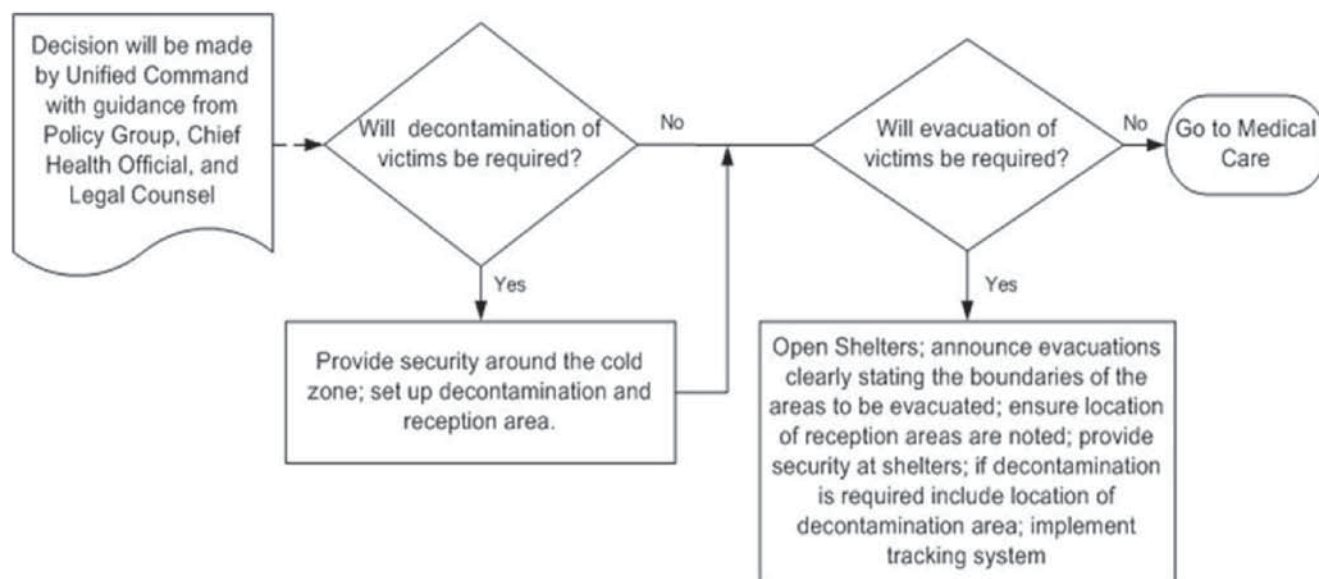 Decision will be made
by Unified Command
with guidance from
Policy Group, Chief
Health Official, and
Legal Counsel
Will decontamination of
victims be required?
No
Yes
Provide security around the cold
zone; set up decontamination and
reception area.
Will evacuation of
victims be required?
No
Go to Medical
Care
Yes
Open Shelters; announce evacuations
clearly stating the boundaries of the
areas to be evacuated; ensure location
of reception areas are noted; provide
security at shelters; if decontamination
is required include location of
decontamination area; implement
tracking system